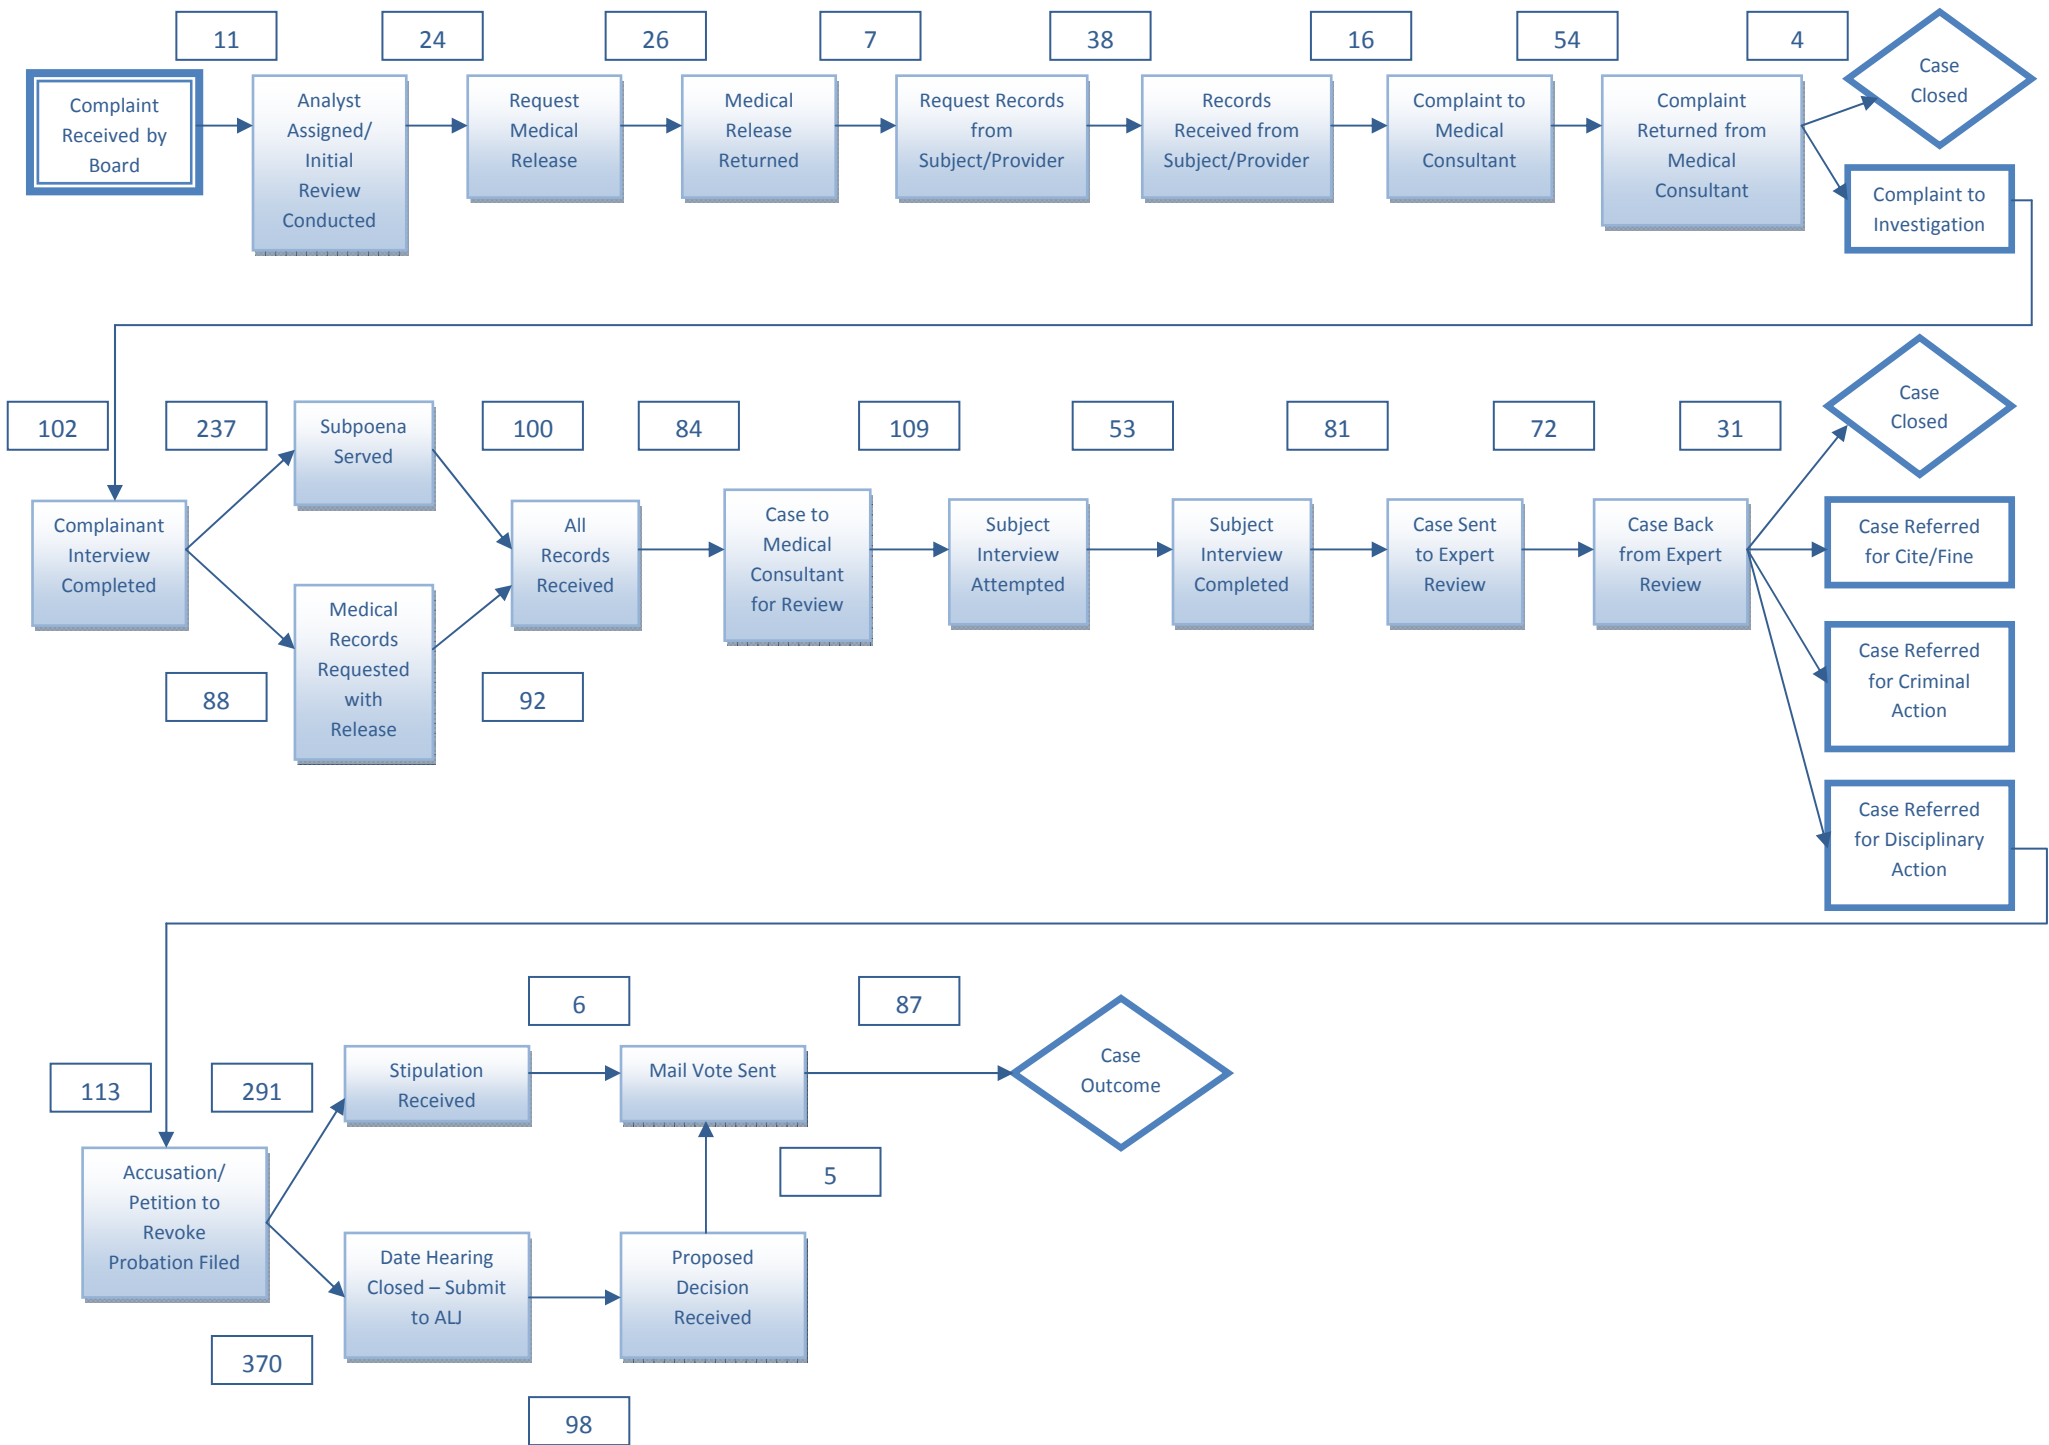 11
24
26
7
38
16
54
4
Complaint
Received by
Board
Analyst
Assigned/
Initial
Review
Conducted
Request
Medical
Release
Medical
Release
Returned
Request Records
from
Subject/Provider
Records
Received from
Subject/Provider
Complaint to
Medical
Consultant
Complaint
Returned from
Medical
Consultant
Case
Closed
Complaint to
Investigation
102
237
100
84
109
53
81
72
31
Complainant
Interview
Completed
Subpoena
Served
Medical
Records
Requested
with
Release
88
92
All
Records
Received
Case to
Medical
Consultant
for Review
Subject
Interview
Attempted
Subject
Interview
Completed
Case Sent
to Expert
Review
Case Back
from Expert
Review
Case
Closed
Case Referred
for Cite/Fine
Case Referred
for Criminal
Action
Case Referred
for Disciplinary
Action
113
291
6
87
Accusation/
Petition to
Revoke
Probation Filed
Stipulation
Received
Mail Vote Sent
Case
Outcome
5
Date Hearing
Closed – Submit
to ALJ
Proposed
Decision
Received
370
98